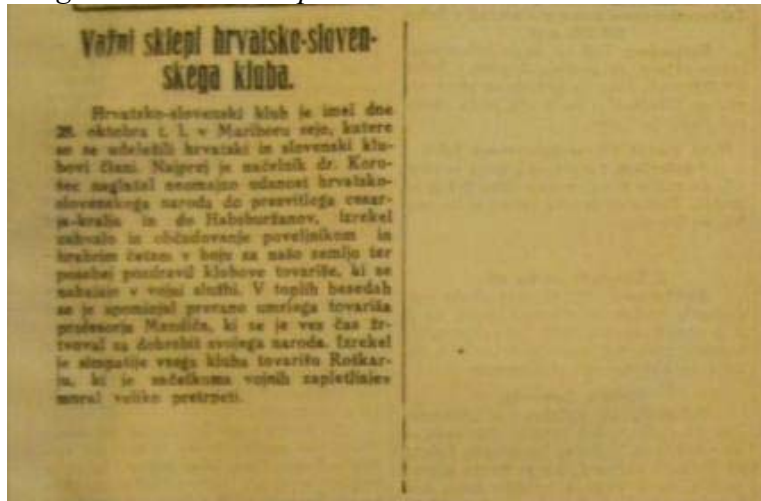 Važni sklepi hrvatsko-sloven-
skega kluba.
Hrvatsko-slovenski klub je imel dne
28. oktobra t. l. v Mariboru sejo, katere
so se udeležili hrvatski in slovenski klu-
bovi člani. Najprej je načelnik dr. Koro-
šec naglašal neomajno udanost hrvatsko-
slovenskega naroda do presvitlega cesar-
ja-kralja in do Habsburžanov, izrekel
zahvalo in občudovanje poveljnikom in
hrabrim četam v boju za našo zemljo ter
posebej pozdravil klubove tovariše, ki se
nahajajo v vojni službi. V toplih besedah
se je spominjal prerano umrlega tovariša
profesorja Mandića, ki se je ves čas žr-
tvoval za dobrobit svojega naroda. Izrekel
je simpatije vsega kluba tovarišu Roškar-
ju, ki je začetkoma vojnih zapletljajev
moral veliko pretrpeti.